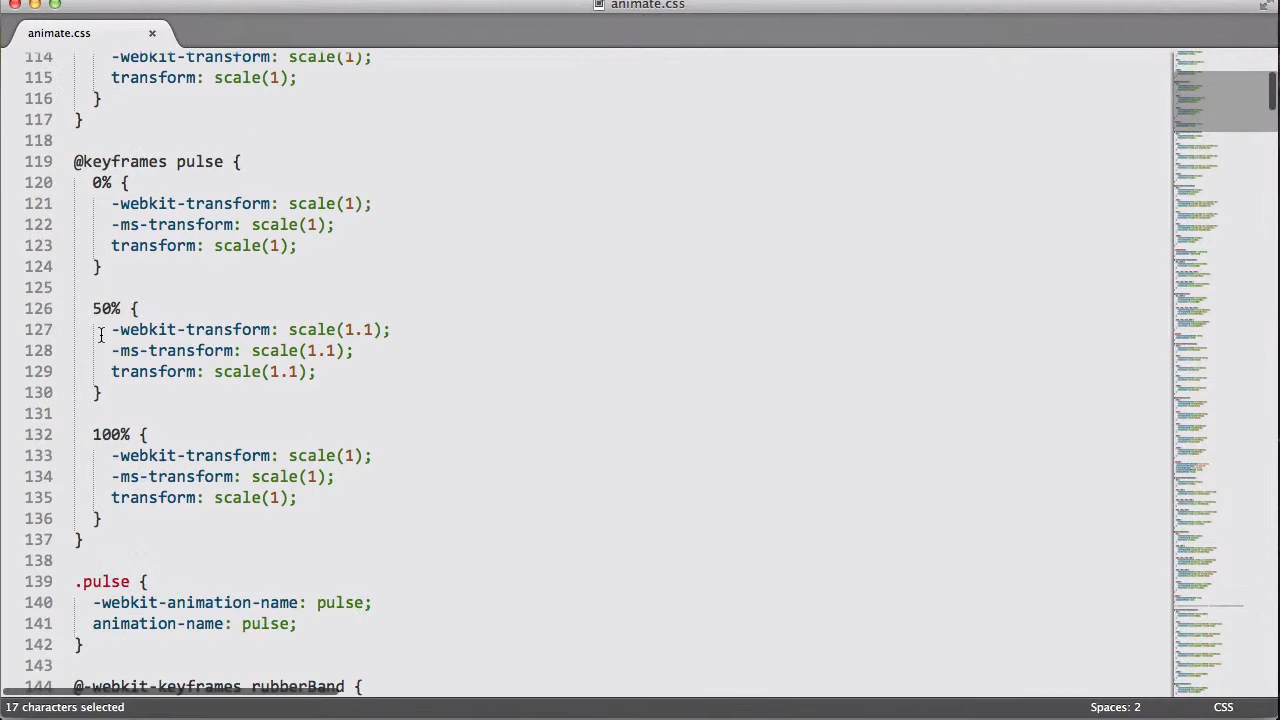 animate.css
animate.css ×
114 -webkit-transform: scale(1);
115 transform: scale(1);
116 }
117 }
118
119 @keyframes pulse {
120 0% {
121 -webkit-transform: scale(1);
122 -ms-transform: scale(1);
123 transform: scale(1);
124 }
125
126 50% {
127 -webkit-transform: scale(1.1);
128 -ms-transform: scale(1.1);
129 transform: scale(1.1);
130 }
131
132 100% {
133 -webkit-transform: scale(1);
134 -ms-transform: scale(1);
135 transform: scale(1);
136 }
137 }
138
139 .pulse {
140 -webkit-animation-name: pulse;
141 animation-name: pulse;
142 }
143
144 @-webkit-keyframes rubberBand {
17 characters selected Spaces: 2 CSS